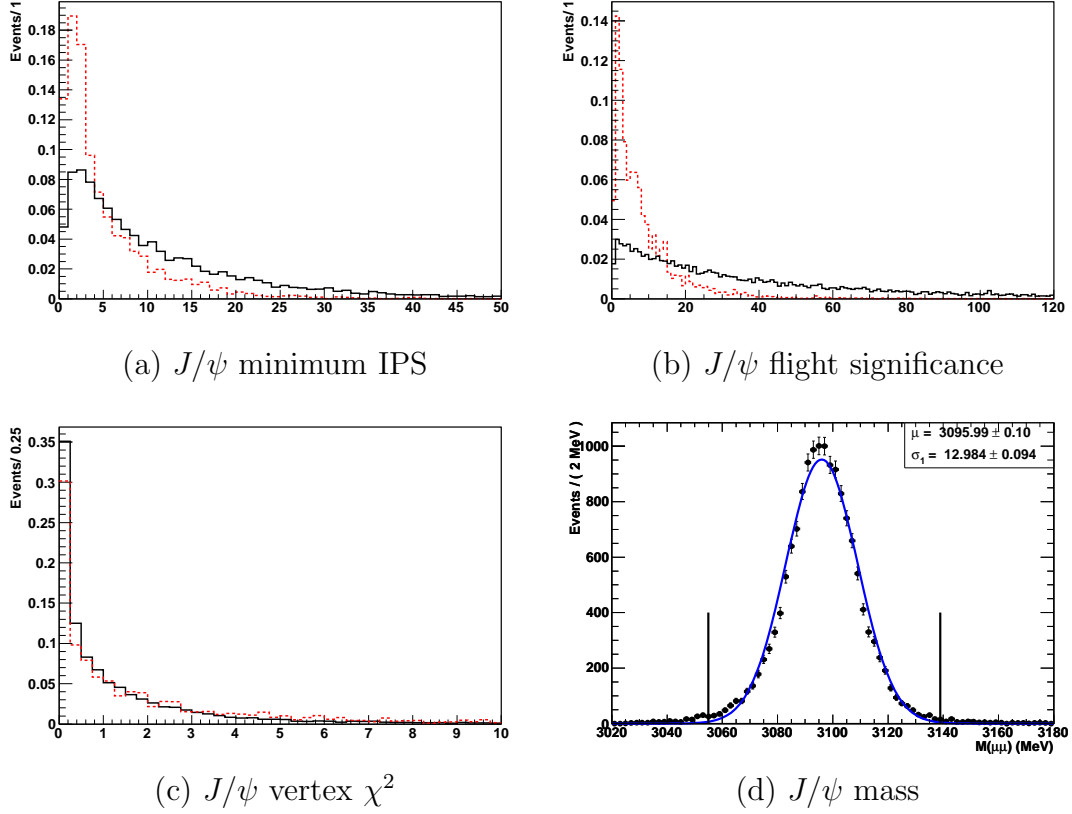 Events/ 1
0.18
0.16
0.14
0.12
0.1
0.08
0.06
0.04
0.02
0
0 5 10 15 20 25 30 35 40 45 50
(a) J/ψ minimum IPS
Events/ 1
0.14
0.12
0.1
0.08
0.06
0.04
0.02
0
0 20 40 60 80 100 120
(b) J/ψ flight significance
Events/ 0.25
0.35
0.3
0.25
0.2
0.15
0.1
0.05
0
0 1 2 3 4 5 6 7 8 9 10
(c) J/ψ vertex χ²
Events / ( 2 MeV )
1000
800
600
400
200
0
μ = 3095.99 ± 0.10
σ₁ = 12.984 ± 0.094
3020 3040 3060 3080 3100 3120 3140 3160 3180
M(μμ) (MeV)
(d) J/ψ mass